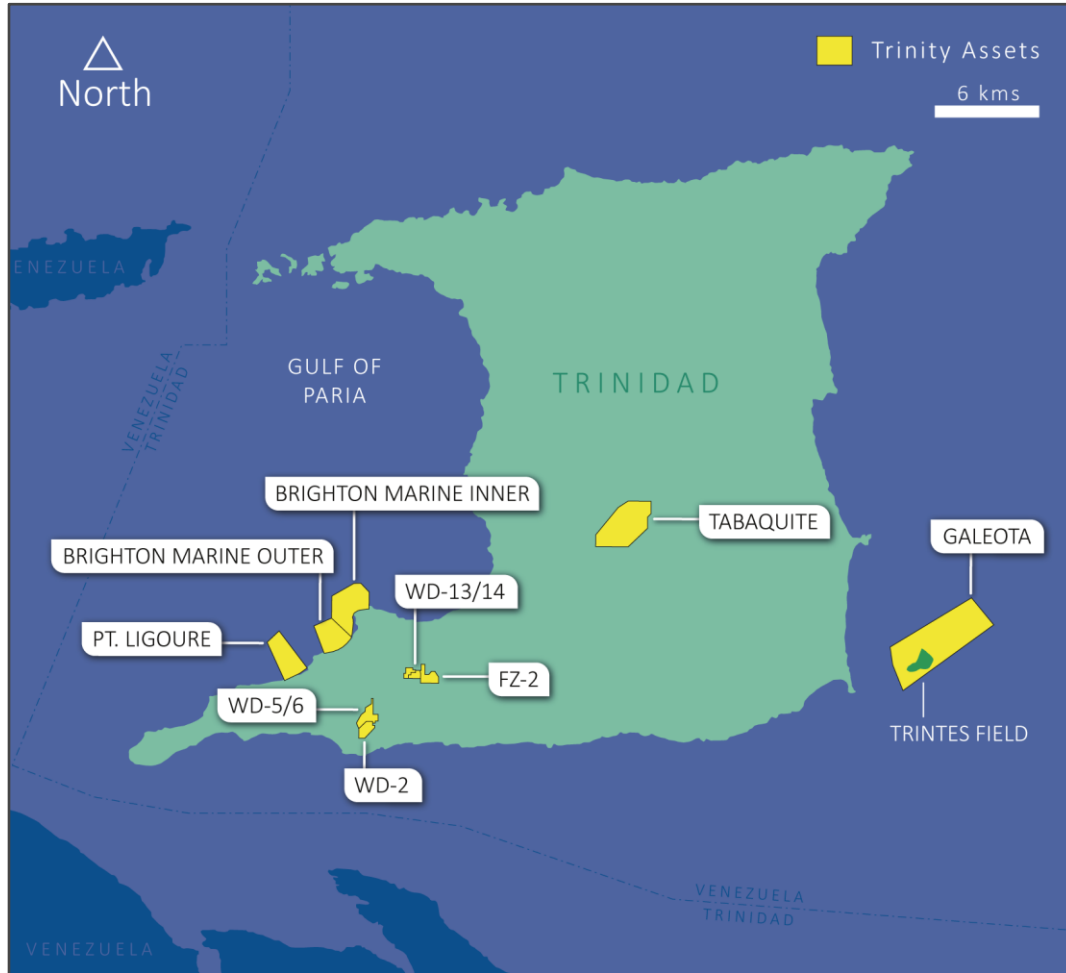 North
Trinity Assets
6 kms
ENEZUELA
VENEZUELA
TRINIDAD
GULF OF
PARIA
TRINIDAD
BRIGHTON MARINE INNER
TABAQUITE
GALEOTA
BRIGHTON MARINE OUTER
WD-13/14
PT. LIGOURE
FZ-2
WD-5/6
TRINTES FIELD
WD-2
VENEZUELA
TRINIDAD
VENEZUELA